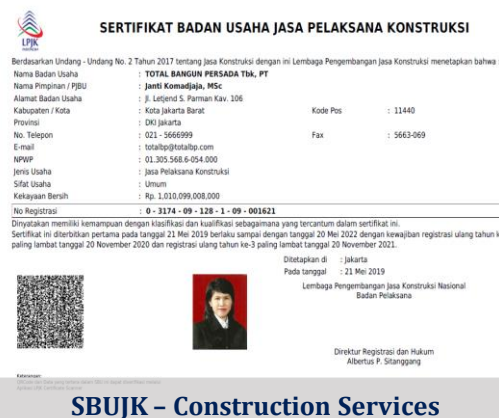 LPJK
SERTIFIKAT BADAN USAHA JASA PELAKSANA KONSTRUKSI
Berdasarkan Undang - Undang No. 2 Tahun 2017 tentang Jasa Konstruksi dengan ini Lembaga Pengembangan Jasa Konstruksi menetapkan bahwa
Nama Badan Usaha : TOTAL BANGUN PERSADA Tbk, PT
Nama Pimpinan / PJBU : Janti Komadjaja, MSc
Alamat Badan Usaha : Jl. Letjend S. Parman Kav. 106
Kabupaten / Kota : Kota Jakarta Barat Kode Pos : 11440
Provinsi : DKI Jakarta
No. Telepon : 021 - 5666999 Fax : 5663-069
E-mail : totalbp@totalbp.com
NPWP : 01.305.568.6-054.000
Jenis Usaha : Jasa Pelaksana Konstruksi
Sifat Usaha : Umum
Kekayaan Bersih : Rp. 1,010,099,008,000
No Registrasi : 0 - 3174 - 09 - 128 - 1 - 09 - 001621
Dinyatakan memiliki kemampuan dengan klasifikasi dan kualifikasi sebagaimana yang tercantum dalam sertifikat ini.
Sertifikat ini diterbitkan pertama pada tanggal 21 Mei 2019 berlaku sampai dengan tanggal 20 Mei 2022 dengan kewajiban registrasi ulang tahun
paling lambat tanggal 20 November 2020 dan registrasi ulang tahun ke-3 paling lambat tanggal 20 November 2021.
Ditetapkan di : Jakarta
Pada tanggal : 21 Mei 2019
Lembaga Pengembangan Jasa Konstruksi Nasional
Badan Pelaksana
Direktur Registrasi dan Hukum
Albertus P. Sitanggang
SBUJK – Construction Services